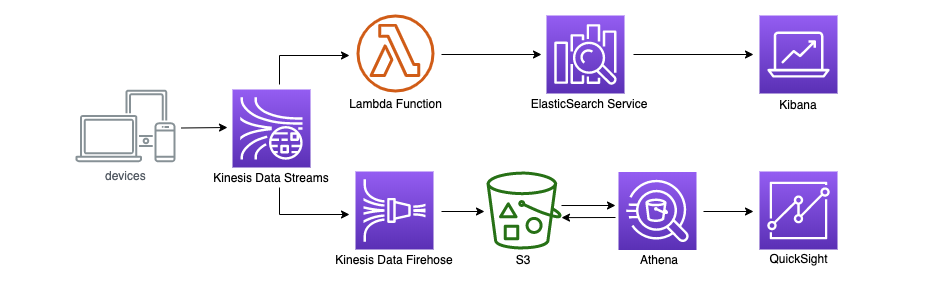 Lambda Function
ElasticSearch Service
Kibana
devices
Kinesis Data Streams
Kinesis Data Firehose
S3
Athena
QuickSight